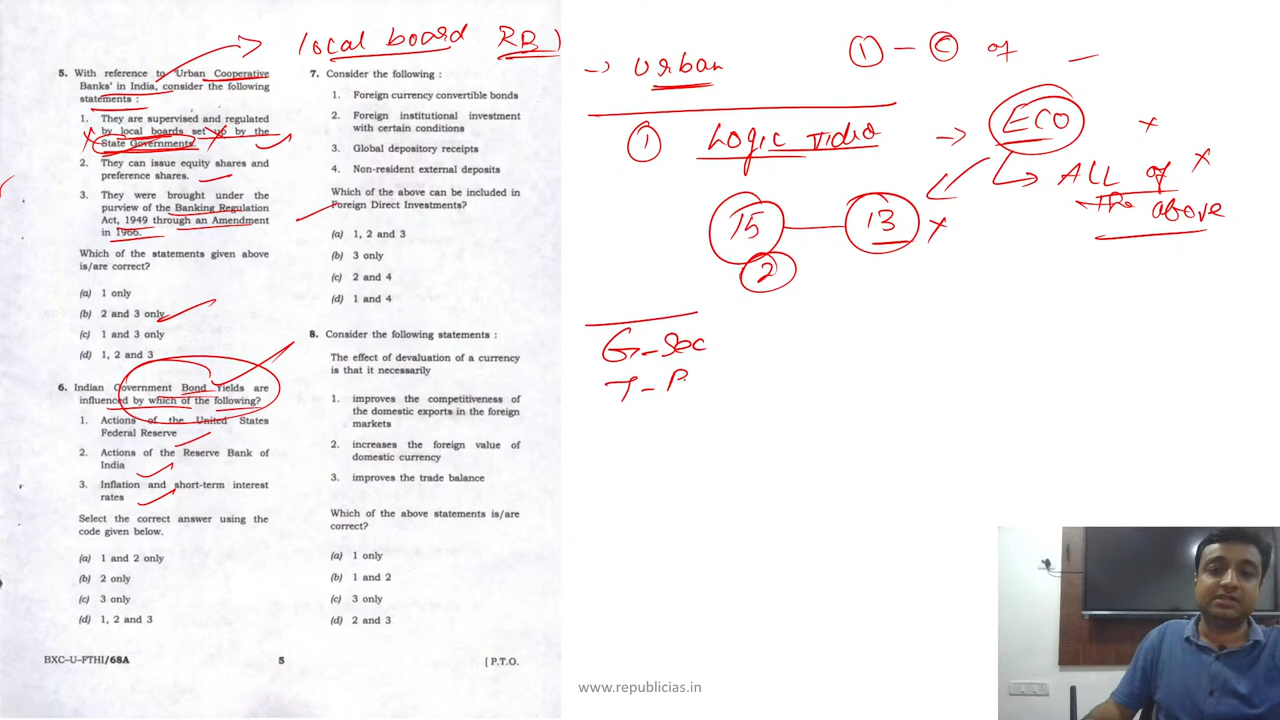 local board RB)
5. With reference to 'Urban Cooperative
Banks' in India, consider the following
statements :
1. They are supervised and regulated
by local boards set up by the
State Governments.
2. They can issue equity shares and
preference shares.
3. They were brought under the
purview of the Banking Regulation
Act, 1949 through an Amendment
in 1966.
Which of the statements given above
is/are correct?
(a) 1 only
(b) 2 and 3 only
(c) 1 and 3 only
(d) 1, 2 and 3
6. Indian Government Bond Yields are
influenced by which of the following?
1. Actions of the United States
Federal Reserve
2. Actions of the Reserve Bank of
India
3. Inflation and short-term interest
rates
Select the correct answer using the
code given below.
(a) 1 and 2 only
(b) 2 only
(c) 3 only
(d) 1, 2 and 3
BXC-U-FTHI/68A
7. Consider the following :
1. Foreign currency convertible bonds
2. Foreign institutional investment
with certain conditions
3. Global depository receipts
4. Non-resident external deposits
Which of the above can be included in
Foreign Direct Investments?
(a) 1, 2 and 3
(b) 3 only
(c) 2 and 4
(d) 1 and 4
8. Consider the following statements :
The effect of devaluation of a currency
is that it necessarily
1. improves the competitiveness of
the domestic exports in the foreign
markets
2. increases the foreign value of
domestic currency
3. improves the trade balance
Which of the above statements is/are
correct?
(a) 1 only
(b) 1 and 2
(c) 3 only
(d) 2 and 3
5
[ P.T.O.
→ Urban
1 – C of –
1 Logic Video → ECO
ALL of
the above
15 – 13
2
G-Sec
T-B
www.republicias.in